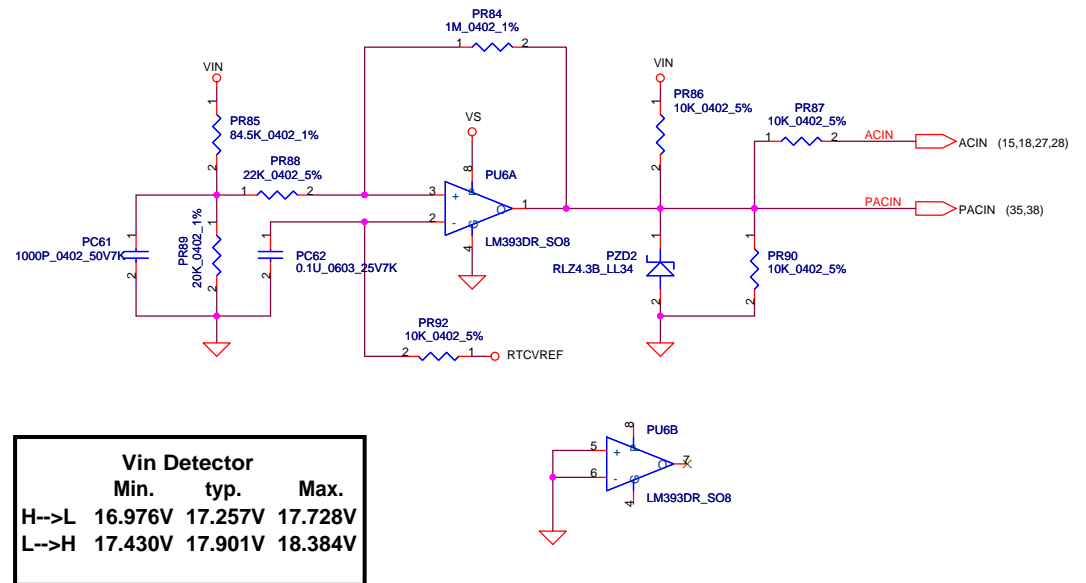 PR84
1M_0402_1%
1 2
VIN
VIN
1
PR85
84.5K_0402_1%
2
VS
PR86
10K_0402_5%
1
2
PR87
10K_0402_5%
1 2
ACIN
ACIN (15,18,27,28)
PR88
22K_0402_5%
1 2
8
PU6A
3
+
P
O
1
2
-
G
LM393DR_SO8
4
PACIN
PACIN (35,38)
PC61
1000P_0402_50V7K
1
2
PR89
20K_0402_1%
1
2
1
PC62
0.1U_0603_25V7K
2
PZD2
RLZ4.3B_LL34
1
2
1
PR90
10K_0402_5%
2
PR92
10K_0402_5%
2 1
RTCVREF
8
PU6B
5
+
P
O
7
6
-
G
LM393DR_SO8
4
Vin Detector
Min. typ. Max.
H-->L 16.976V 17.257V 17.728V
L-->H 17.430V 17.901V 18.384V